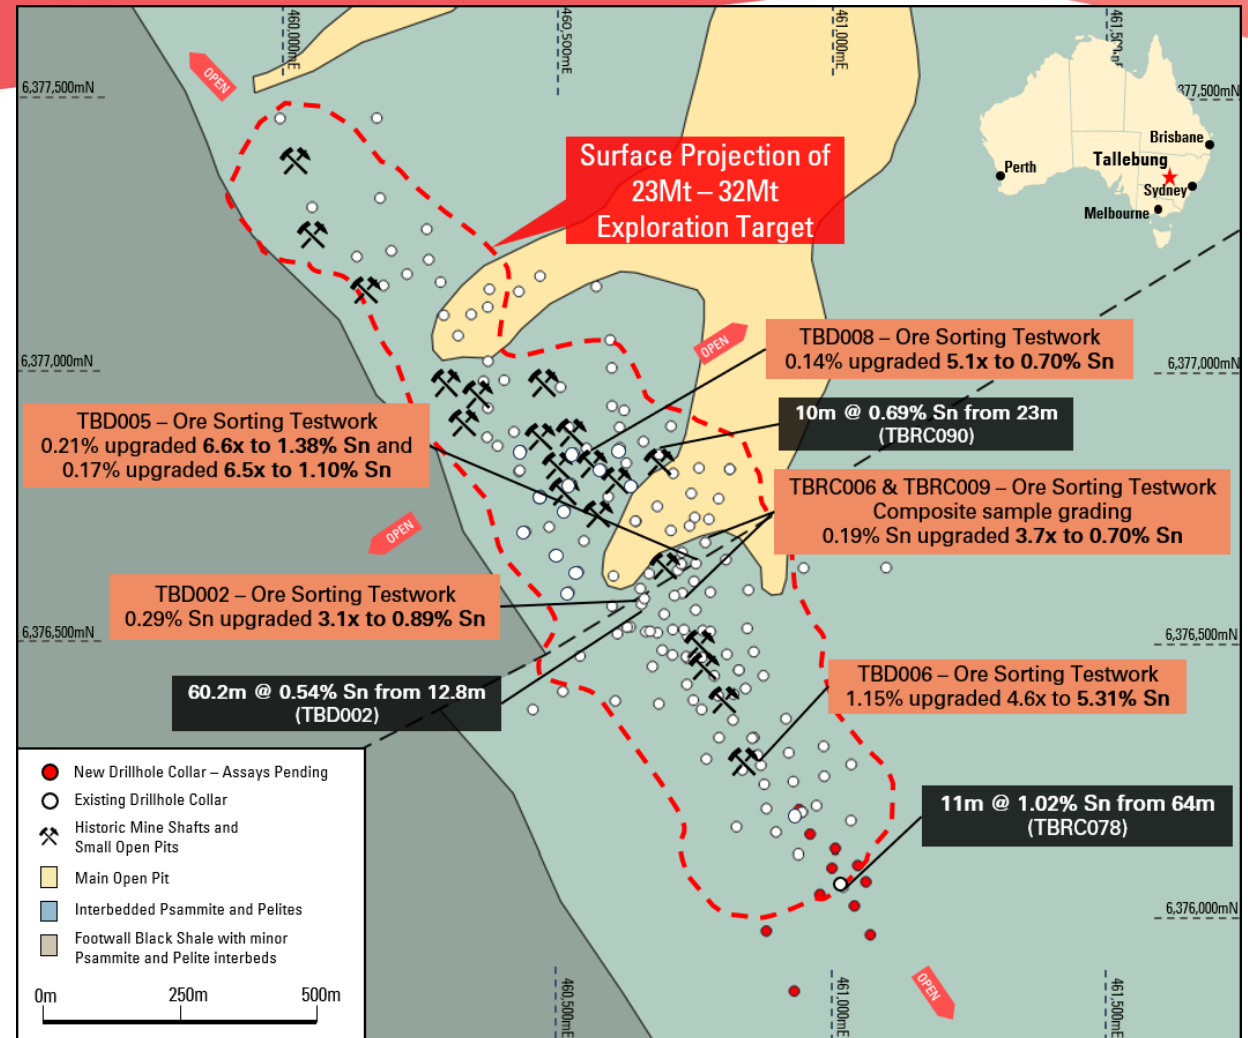 460,000mE
460,500mE
461,000mE
6,377,500mN
377,500mN
OPEN
Brisbane
Tallebung
Perth
Sydney
Melbourne
Surface Projection of
23Mt – 32Mt
Exploration Target
TBD008 – Ore Sorting Testwork
0.14% upgraded 5.1x to 0.70% Sn
OPEN
6,377,000mN
6,377,000mN
10m @ 0.69% Sn from 23m
(TBRC090)
TBD005 – Ore Sorting Testwork
0.21% upgraded 6.6x to 1.38% Sn and
0.17% upgraded 6.5x to 1.10% Sn
TBRC006 & TBRC009 – Ore Sorting Testwork
Composite sample grading
0.19% Sn upgraded 3.7x to 0.70% Sn
OPEN
TBD002 – Ore Sorting Testwork
0.29% Sn upgraded 3.1x to 0.89% Sn
6,376,500mN
6,376,500mN
TBD006 – Ore Sorting Testwork
1.15% upgraded 4.6x to 5.31% Sn
60.2m @ 0.54% Sn from 12.8m
(TBD002)
11m @ 1.02% Sn from 64m
(TBRC078)
New Drillhole Collar – Assays Pending
Existing Drillhole Collar
Historic Mine Shafts and
Small Open Pits
Main Open Pit
Interbedded Psammite and Pelites
Footwall Black Shale with minor
Psammite and Pelite interbeds
0m 250m 500m
6,376,000mN
OPEN
460,500mE
461,000mE
461,500mE